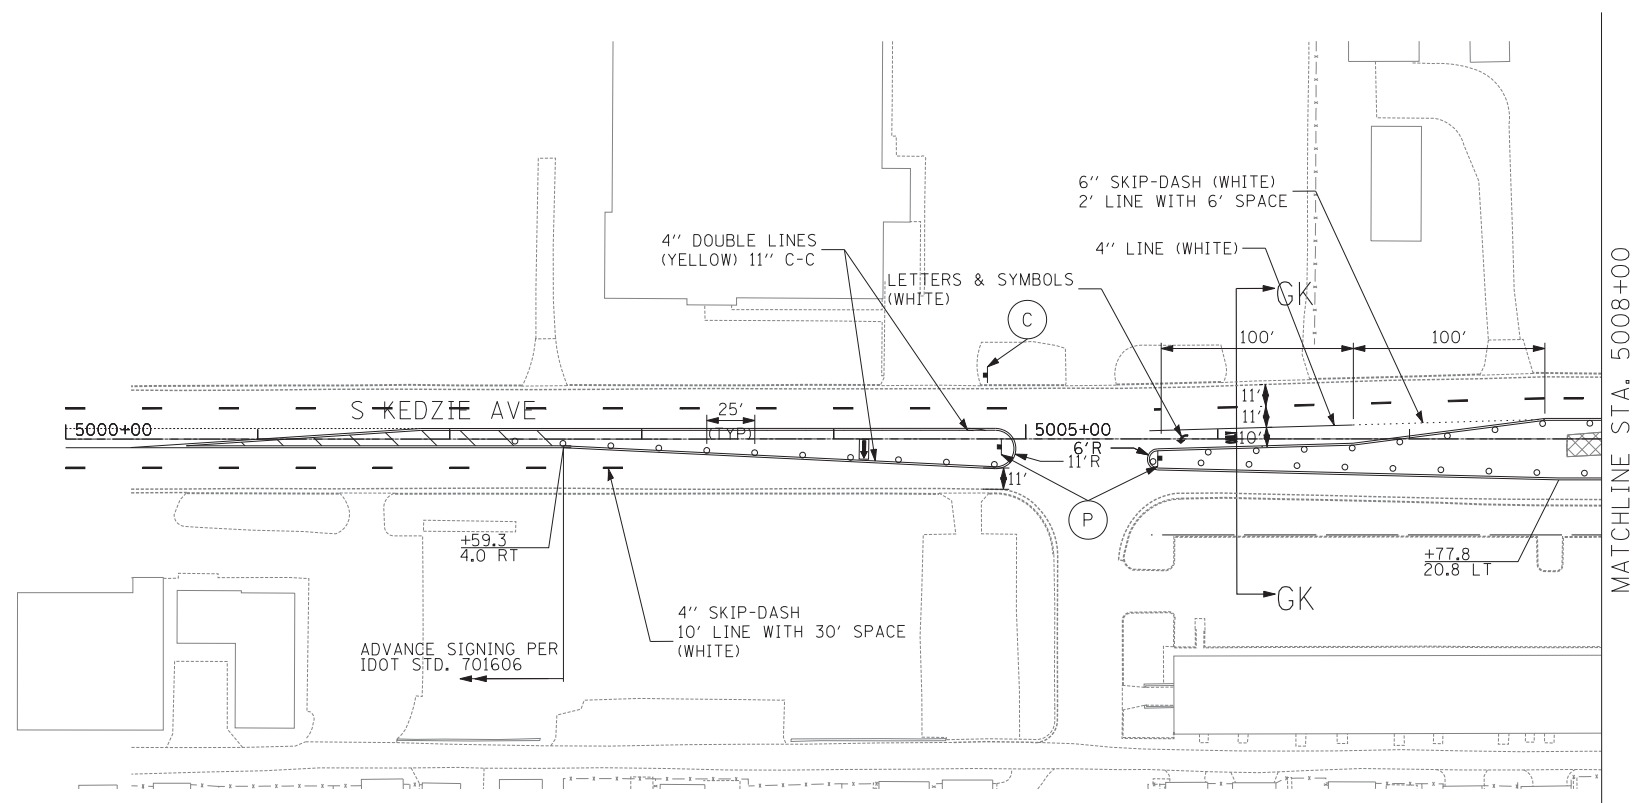 6'' SKIP-DASH (WHITE)
2' LINE WITH 6' SPACE
4'' DOUBLE LINES
(YELLOW) 11'' C-C
4'' LINE (WHITE)
LETTERS & SYMBOLS
(WHITE)
GK
C
100'
100'
S KEDZIE AVE
25'
(TYP)
11'
11'
10'
5000+00
5005+00
6'R
11'R
11'
P
+59.3
4.0 RT
+77.8
20.8 LT
GK
4'' SKIP-DASH
10' LINE WITH 30' SPACE
(WHITE)
ADVANCE SIGNING PER
IDOT STD. 701606
MATCHLINE STA. 5008+00